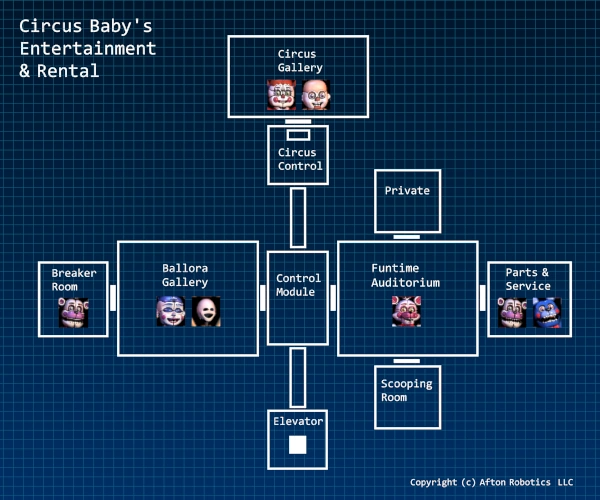 Circus Baby's
Entertainment
& Rental
Circus
Gallery
Circus
Control
Private
Breaker
Room
Ballora
Gallery
Control
Module
Funtime
Auditorium
Parts &
Service
Scooping
Room
Elevator
Copyright (c) Afton Robotics LLC